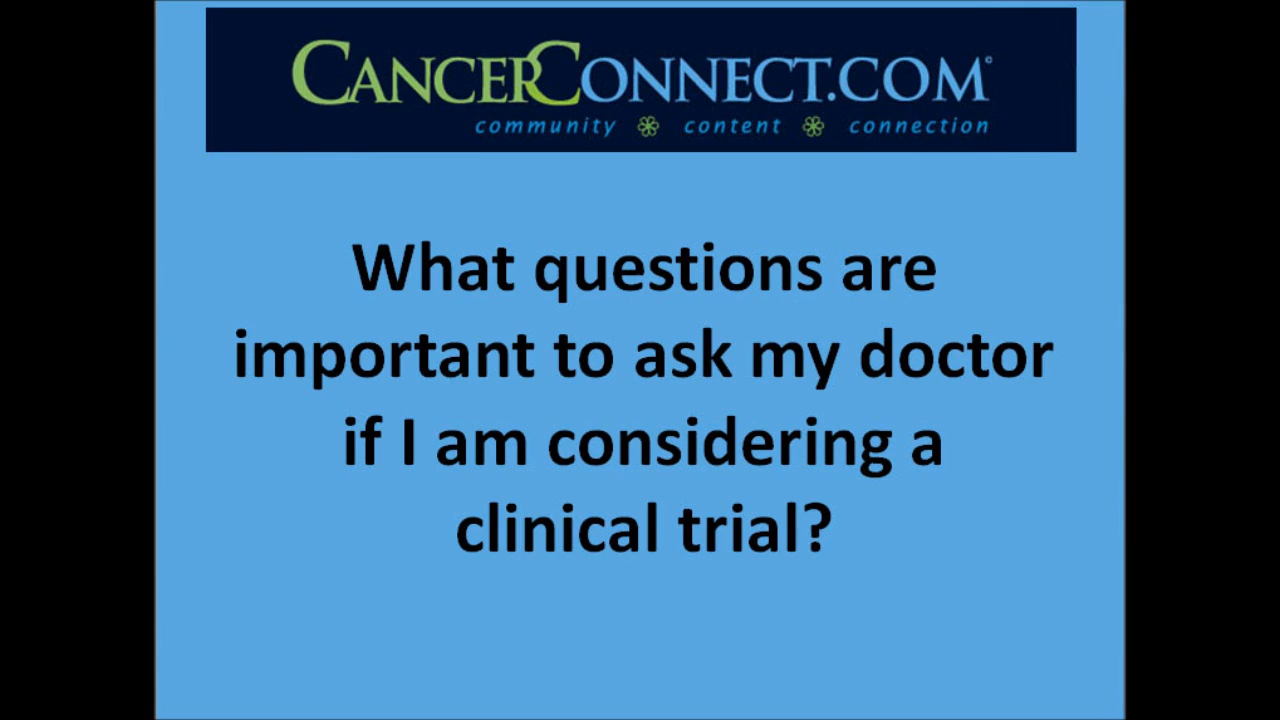 CANCERCONNECT.COM©
community content connection
What questions are
important to ask my doctor
if I am considering a
clinical trial?